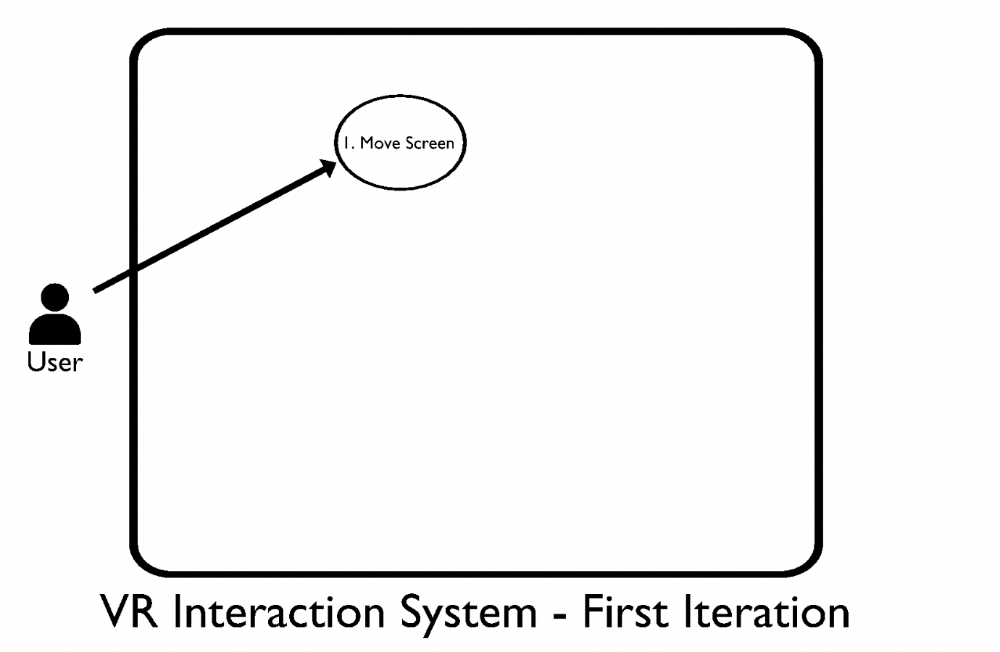 1. Move Screen
User
VR Interaction System - First Iteration